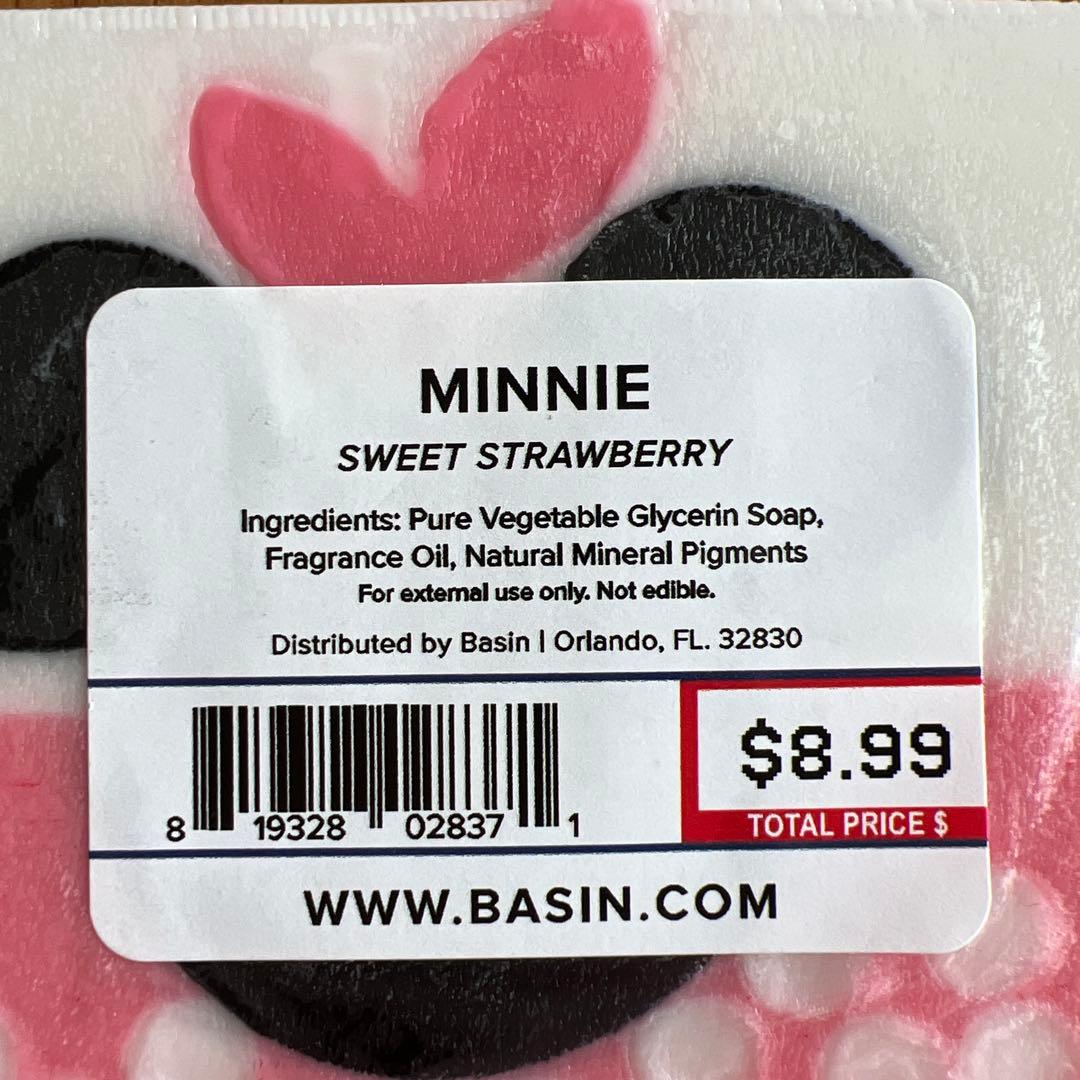 MINNIE
SWEET STRAWBERRY
Ingredients: Pure Vegetable Glycerin Soap,
Fragrance Oil, Natural Mineral Pigments
For external use only. Not edible.
Distributed by Basin | Orlando, FL. 32830
8 19328 02837 1
$8.99
TOTAL PRICE $
WWW.BASIN.COM